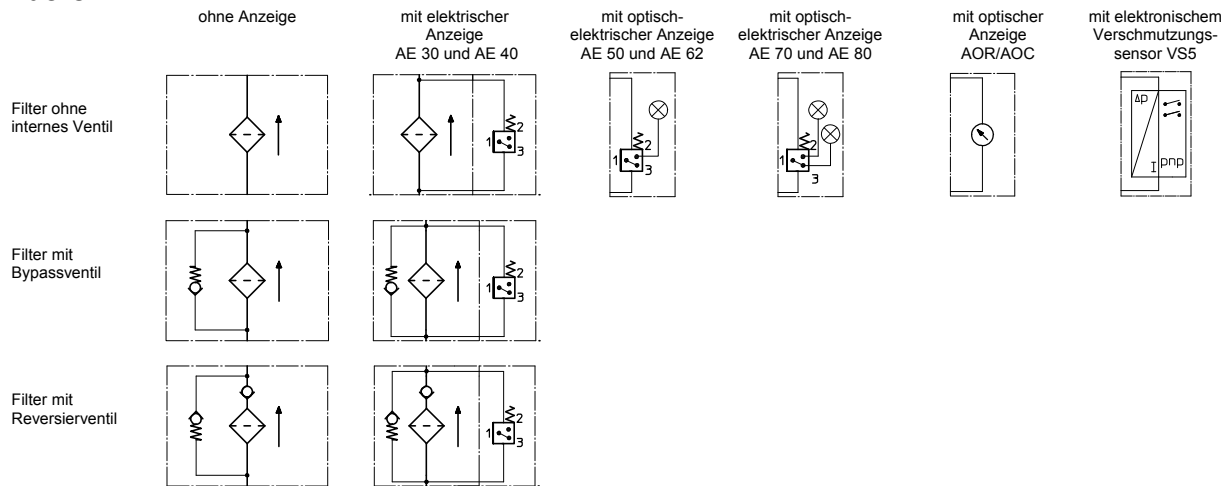 ohne Anzeige
mit elektrischer
Anzeige
AE 30 und AE 40
mit optisch-
elektrischer Anzeige
AE 50 und AE 62
mit optisch-
elektrischer Anzeige
AE 70 und AE 80
mit optischer
Anzeige
AOR/AOC
mit elektronischem
Verschmutzungs-
sensor VS5
Filter ohne
internes Ventil
1
2
3
1
2
3
1
2
3
Δp
I
pnp
Filter mit
Bypassventil
1
2
3
Filter mit
Reversierventil
1
2
3